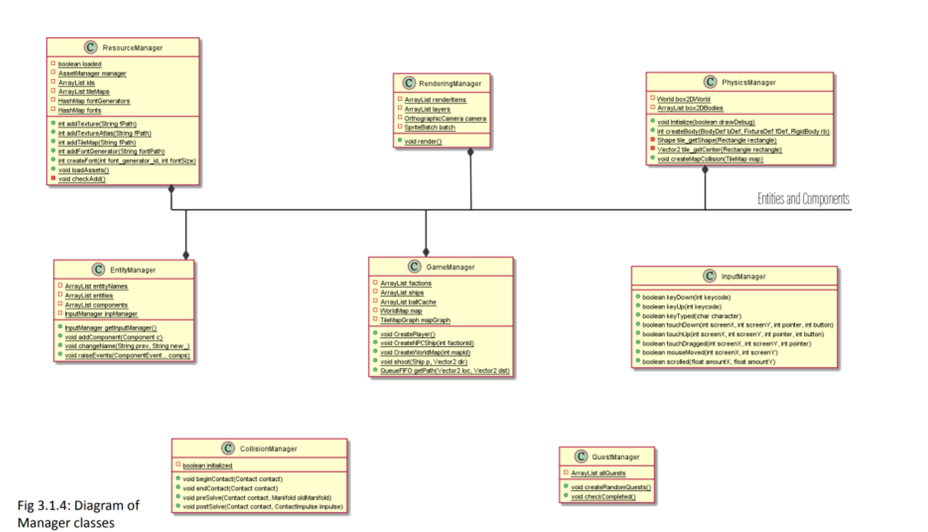 C ResourceManager
boolean loaded
AssetManager manager
ArrayList ids
ArrayList tileMaps
HashMap fontGenerators
HashMap fonts
int addTexture(String fPath)
int addTextureAtlas(String fPath)
int addTileMap(String fPath)
int addFontGenerator(String fontPath)
int createFont(int font_generator_id, int fontSize)
void loadAssets()
void checkAdd()
C RenderingManager
ArrayList renderItems
ArrayList layers
OrthographicCamera camera
SpriteBatch batch
void render()
C PhysicsManager
World box2DWorld
ArrayList box2DBodies
void Initialize(boolean drawDebug)
int createBody(BodyDef bDef, FixtureDef fDef, RigidBody rb)
Shape tile_getShape(Rectangle rectangle)
Vector2 tile_getCenter(Rectangle rectangle)
void createMapCollision(TileMap map)
Entities and Components
C EntityManager
ArrayList entityNames
ArrayList entities
ArrayList components
InputManager inpManager
InputManager getInputManager()
void addComponent(Component c)
void changeName(String prev, String new_)
void raiseEvents(ComponentEvent... comps)
C GameManager
ArrayList factions
ArrayList ships
ArrayList ballCache
WorldMap map
TileMapGraph mapGraph
void CreatePlayer()
void CreateNPCShip(int factionId)
void CreateWorldMap(int mapId)
void shoot(Ship p, Vector2 dir)
QueueFIFO getPath(Vector2 loc, Vector2 dst)
C InputManager
boolean keyDown(int keycode)
boolean keyUp(int keycode)
boolean keyTyped(char character)
boolean touchDown(int screenX, int screenY, int pointer, int button)
boolean touchUp(int screenX, int screenY, int pointer, int button)
boolean touchDragged(int screenX, int screenY, int pointer)
boolean mouseMoved(int screenX, int screenY)
boolean scrolled(float amountX, float amountY)
C CollisionManager
boolean initialized
void beginContact(Contact contact)
void endContact(Contact contact)
void preSolve(Contact contact, Manifold oldManifold)
void postSolve(Contact contact, ContactImpulse impulse)
C QuestManager
ArrayList allQuests
void createRandomQuests()
void checkCompleted()
Fig 3.1.4: Diagram of
Manager classes